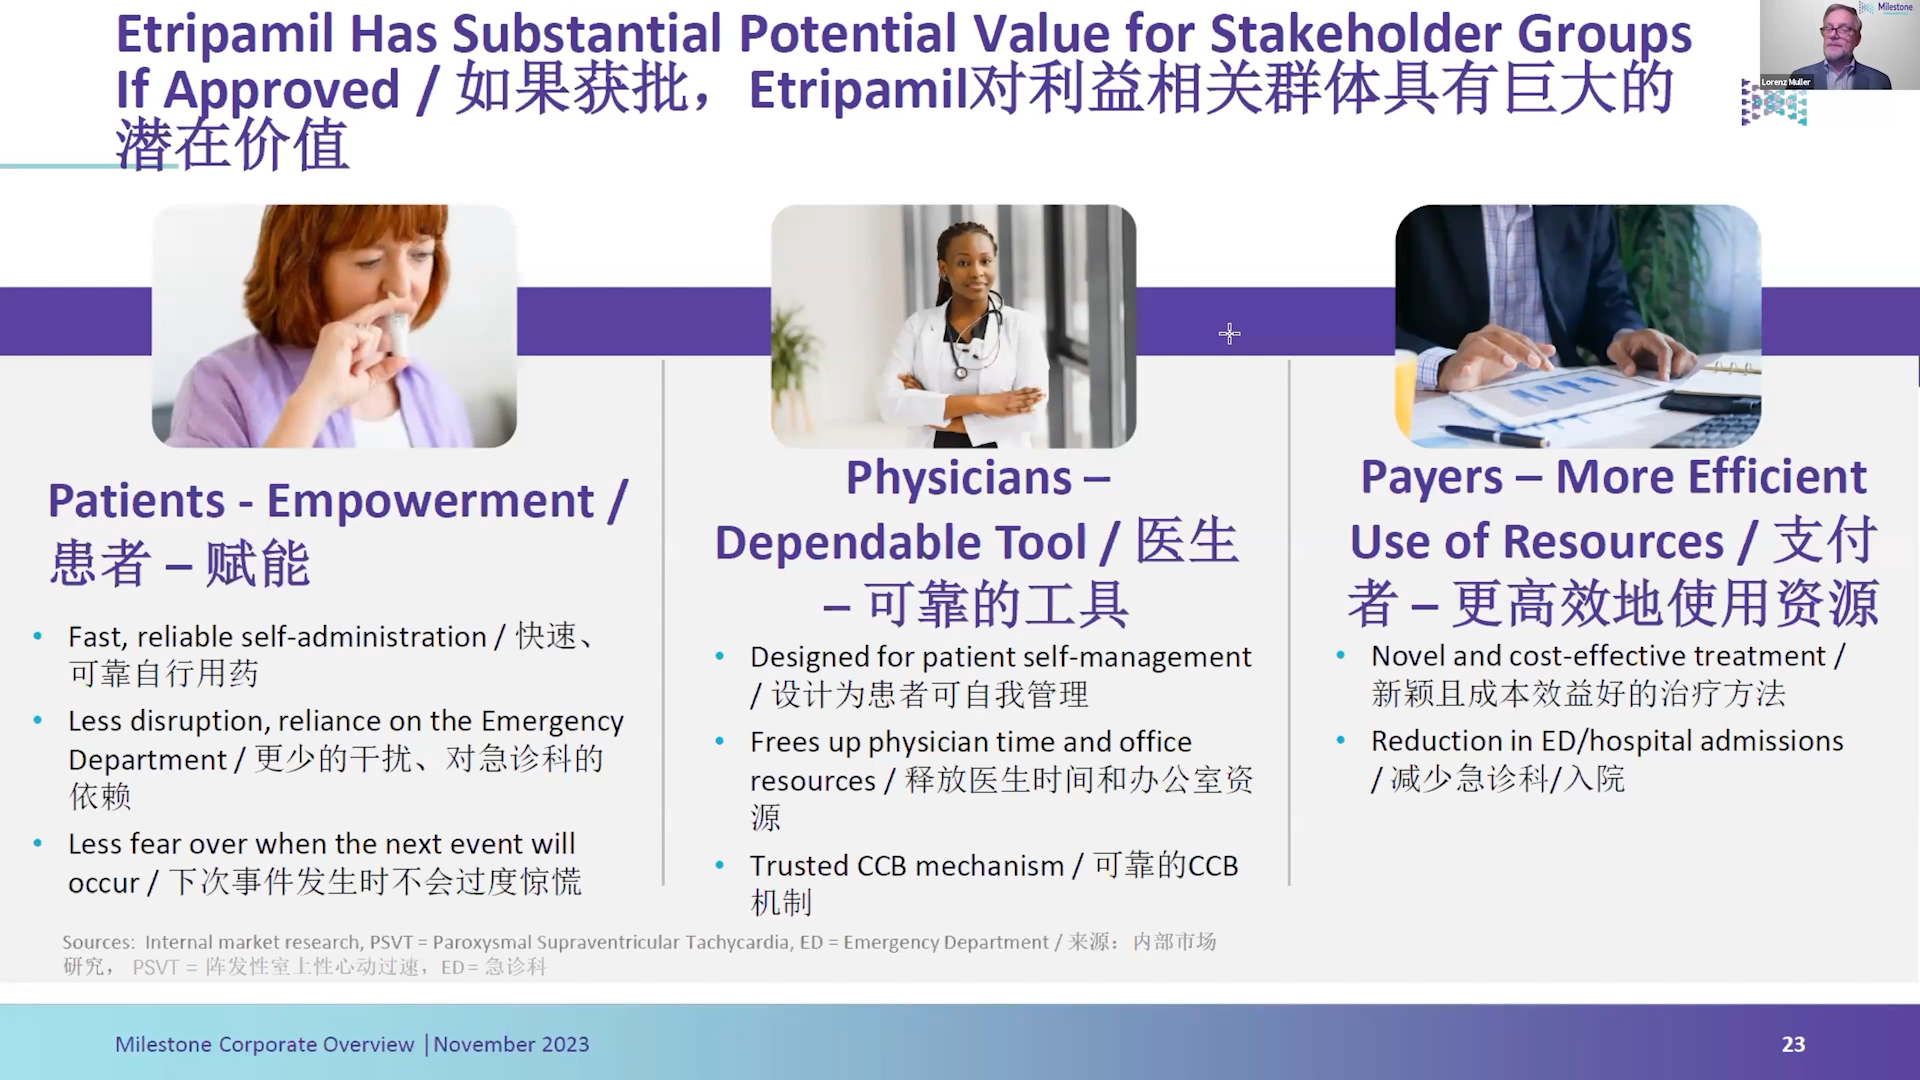 Etripamil Has Substantial Potential Value for Stakeholder Groups
If Approved / 如果获批，Etripamil对利益相关群体具有巨大的
潜在价值
Milestone
Lorenz Muller
Patients - Empowerment /
患者 – 赋能
• Fast, reliable self-administration / 快速、
可靠自行用药
• Less disruption, reliance on the Emergency
Department / 更少的干扰、对急诊科的
依赖
• Less fear over when the next event will
occur / 下次事件发生时不会过度惊慌
Physicians –
Dependable Tool / 医生
– 可靠的工具
• Designed for patient self-management
/ 设计为患者可自我管理
• Frees up physician time and office
resources / 释放医生时间和办公室资
源
• Trusted CCB mechanism / 可靠的CCB
机制
Payers – More Efficient
Use of Resources / 支付
者 – 更高效地使用资源
• Novel and cost-effective treatment /
新颖且成本效益好的治疗方法
• Reduction in ED/hospital admissions
/ 减少急诊科/入院
Sources: Internal market research, PSVT = Paroxysmal Supraventricular Tachycardia, ED = Emergency Department / 来源：内部市场
研究， PSVT = 阵发性室上性心动过速，ED = 急诊科
Milestone Corporate Overview | November 2023
23